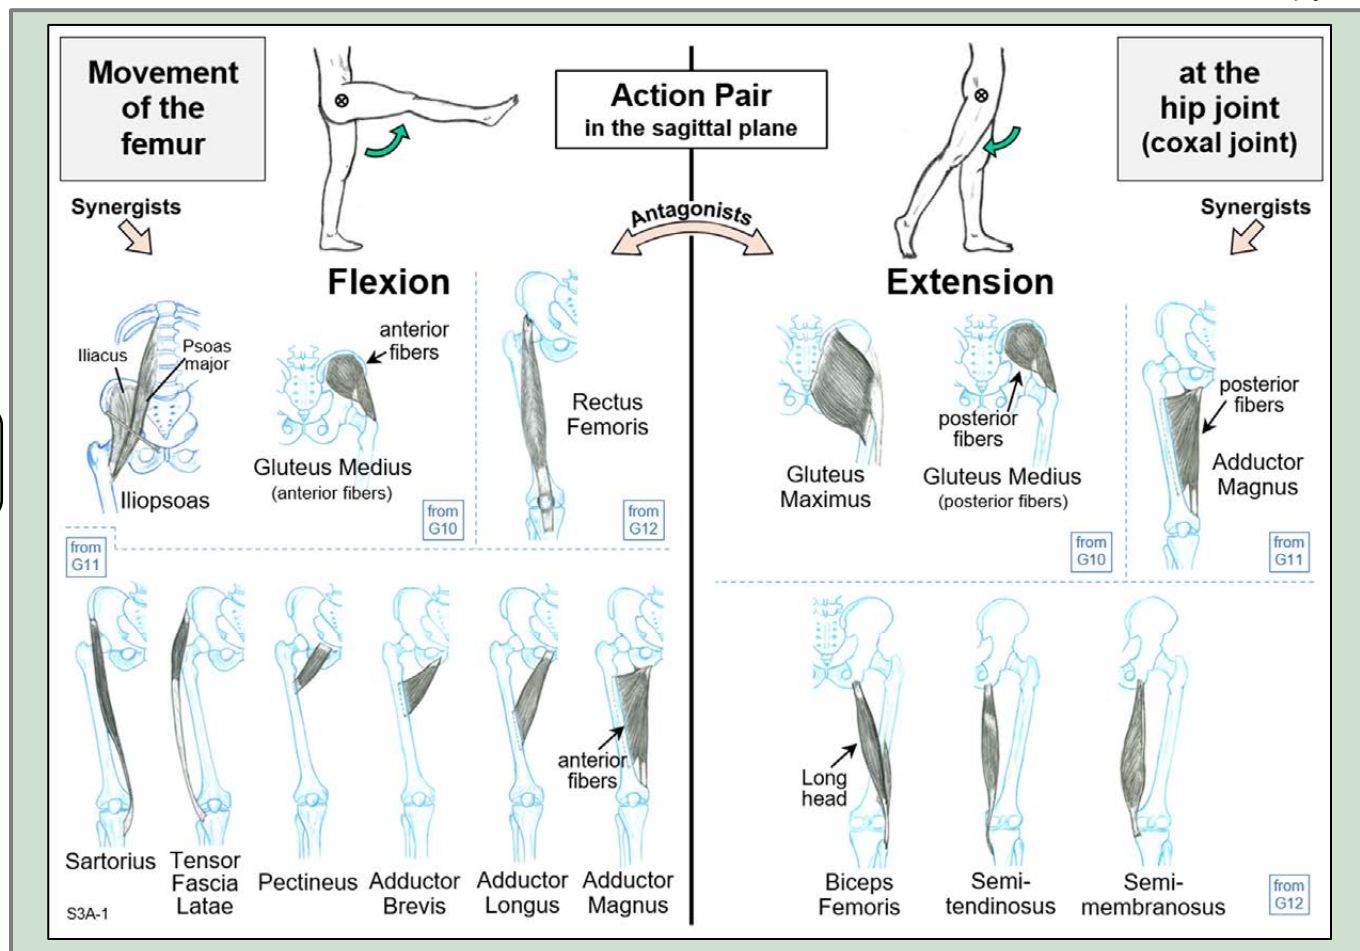 Movement
of the
femur
Action Pair
in the sagittal plane
at the
hip joint
(coxal joint)
Synergists
Antagonists
Synergists
Flexion
Iliacus
Psoas
major
Iliopsoas
anterior
fibers
Gluteus Medius
(anterior fibers)
from
G10
Rectus
Femoris
from
G12
from
G11
Sartorius
Tensor
Fascia
Latae
Pectineus
Adductor
Brevis
Adductor
Longus
anterior
fibers
Adductor
Magnus
S3A-1
Extension
Gluteus
Maximus
posterior
fibers
Gluteus Medius
(posterior fibers)
from
G10
posterior
fibers
Adductor
Magnus
from
G11
Long
head
Biceps
Femoris
Semi-
tendinosus
Semi-
membranosus
from
G12